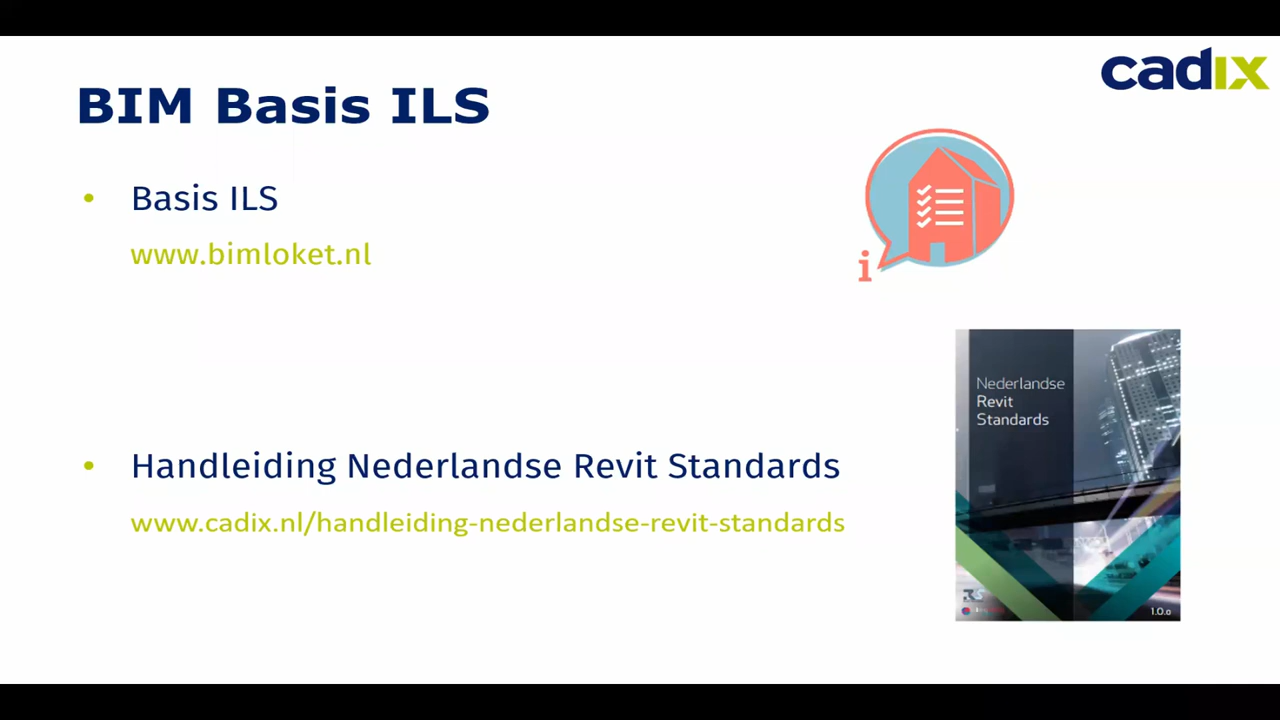 cadix
BIM Basis ILS
• Basis ILS
www.bimloket.nl
i
Nederlandse
Revit
Standards
• Handleiding Nederlandse Revit Standards
www.cadix.nl/handleiding-nederlandse-revit-standards
1.0.0